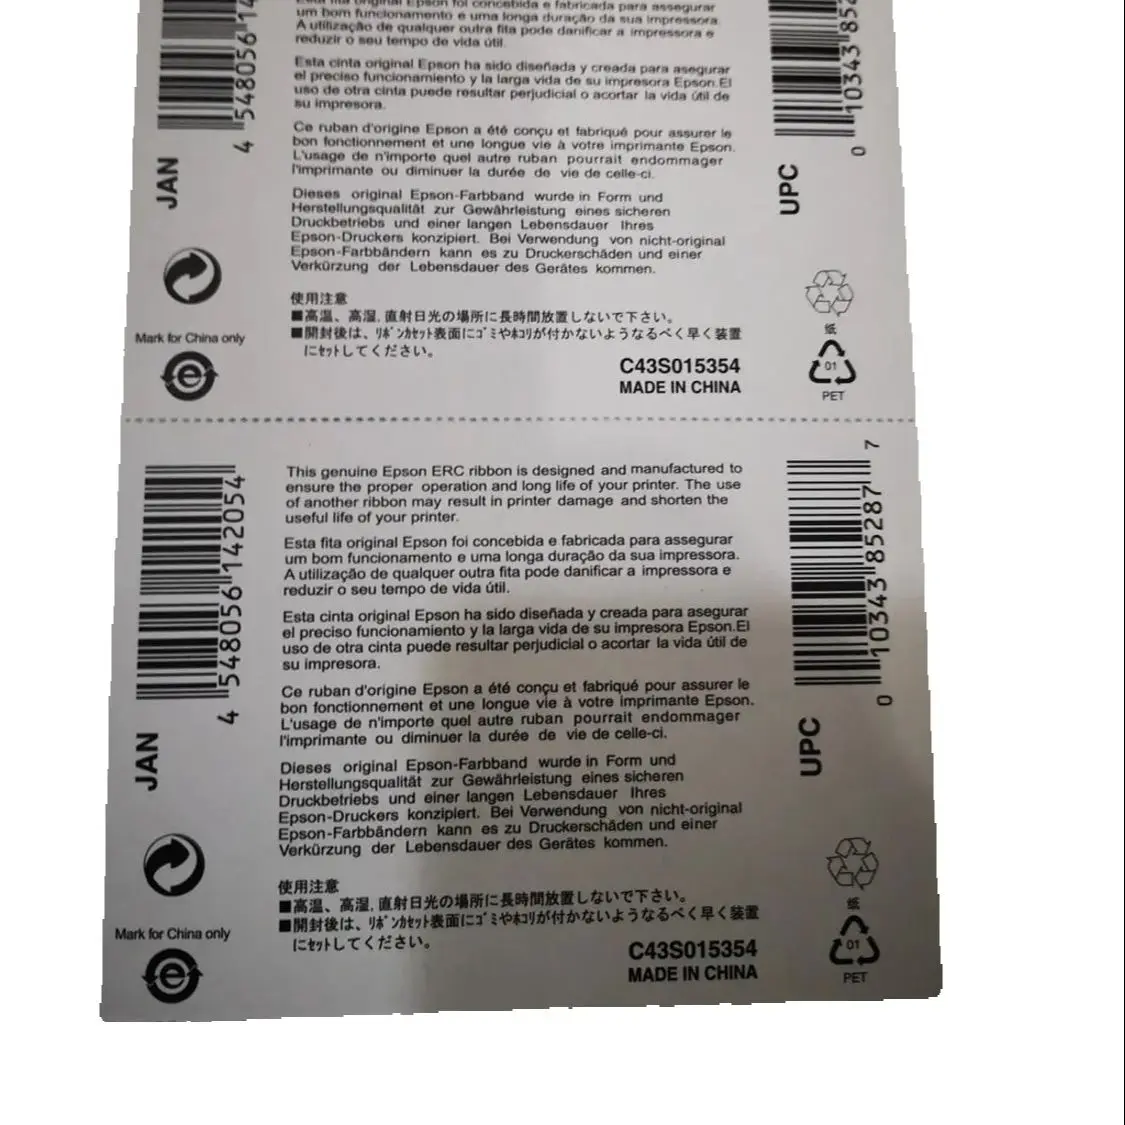 um bom funcionamento e uma longa duração da sua impressora.
A utilização de qualquer outra fita pode danificar a impressora e
reduzir o seu tempo de vida útil.
Esta cinta original Epson ha sido diseñada y creada para asegurar
el preciso funcionamiento y la larga vida de su impresora Epson.El
uso de otra cinta puede resultar perjudicial o acortar la vida útil de
su impresora.
Ce ruban d'origine Epson a été conçu et fabriqué pour assurer le
bon fonctionnement et une longue vie à votre imprimante Epson.
L'usage de n'importe quel autre ruban pourrait endommager
l'imprimante ou diminuer la durée de vie de celle-ci.
Dieses original Epson-Farbband wurde in Form und
Herstellungsqualität zur Gewährleistung eines sicheren
Druckbetriebs und einer langen Lebensdauer Ihres
Epson-Druckers konzipiert. Bei Verwendung von nicht-original
Epson-Farbbändern kann es zu Druckerschäden und einer
Verkürzung der Lebensdauer des Gerätes kommen.
使用注意
■高温、高湿,直射日光の場所に長時間放置しないで下さい。
■開封後は、ﾘﾎﾞﾝｶｾｯﾄ表面にｺﾞﾐやﾎｺﾘが付かないようなるべく早く装置
にｾｯﾄしてください。
C43S015354
MADE IN CHINA
JAN
4 548056 14
Mark for China only
e
UPC
0 10343 852
纸
01
PET
JAN
4 548056 142054
Mark for China only
e
This genuine Epson ERC ribbon is designed and manufactured to
ensure the proper operation and long life of your printer. The use
of another ribbon may result in printer damage and shorten the
useful life of your printer.
Esta fita original Epson foi concebida e fabricada para assegurar
um bom funcionamento e uma longa duração da sua impressora.
A utilização de qualquer outra fita pode danificar a impressora e
reduzir o seu tempo de vida útil.
Esta cinta original Epson ha sido diseñada y creada para asegurar
el preciso funcionamiento y la larga vida de su impresora Epson.El
uso de otra cinta puede resultar perjudicial o acortar la vida útil de
su impresora.
Ce ruban d'origine Epson a été conçu et fabriqué pour assurer le
bon fonctionnement et une longue vie à votre imprimante Epson.
L'usage de n'importe quel autre ruban pourrait endommager
l'imprimante ou diminuer la durée de vie de celle-ci.
Dieses original Epson-Farbband wurde in Form und
Herstellungsqualität zur Gewährleistung eines sicheren
Druckbetriebs und einer langen Lebensdauer Ihres
Epson-Druckers konzipiert. Bei Verwendung von nicht-original
Epson-Farbbändern kann es zu Druckerschäden und einer
Verkürzung der Lebensdauer des Gerätes kommen.
使用注意
■高温、高湿,直射日光の場所に長時間放置しないで下さい。
■開封後は、ﾘﾎﾞﾝｶｾｯﾄ表面にｺﾞﾐやﾎｺﾘが付かないようなるべく早く装置
にｾｯﾄしてください。
C43S015354
MADE IN CHINA
UPC
0 10343 85287 7
纸
01
PET